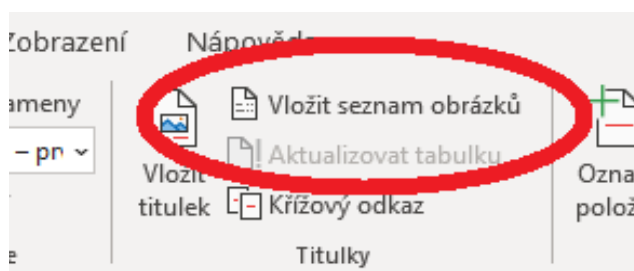 Zobrazení Nápověda
ameny
– pr
Vložit titulek
Vložit seznam obrázků
Aktualizovat tabulku
Křížový odkaz
Titulky
Ozna
polož
e